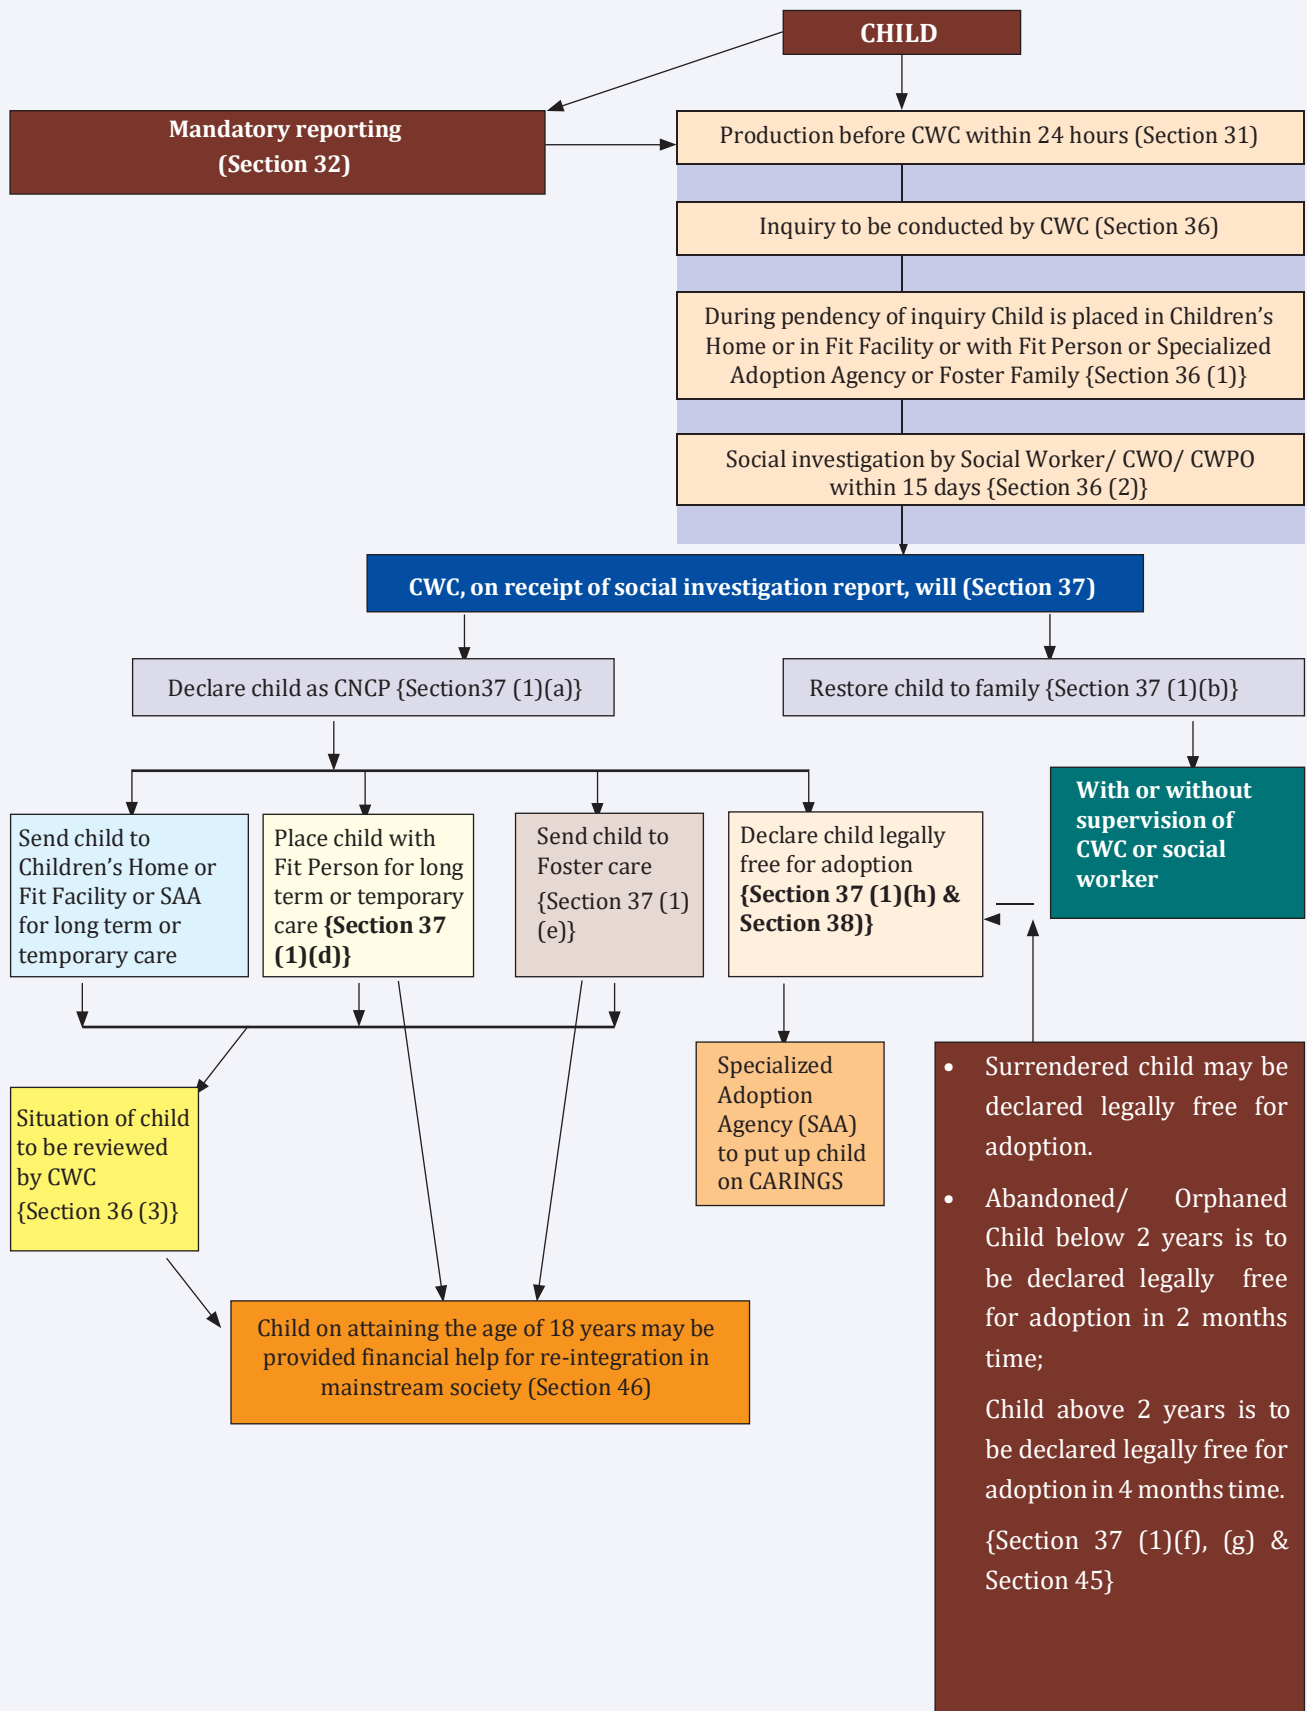 CHILD
Mandatory reporting
(Section 32)
Production before CWC within 24 hours (Section 31)
Inquiry to be conducted by CWC (Section 36)
During pendency of inquiry Child is placed in Children’s
Home or in Fit Facility or with Fit Person or Specialized
Adoption Agency or Foster Family {Section 36 (1)}
Social investigation by Social Worker/ CWO/ CWPO
within 15 days {Section 36 (2)}
CWC, on receipt of social investigation report, will (Section 37)
Declare child as CNCP {Section37 (1)(a)}
Restore child to family {Section 37 (1)(b)}
Send child to
Children’s Home or
Fit Facility or SAA
for long term or
temporary care
Place child with
Fit Person for long
term or temporary
care {Section 37
(1)(d)}
Send child to
Foster care
{Section 37 (1)
(e)}
Declare child legally
free for adoption
{Section 37 (1)(h) &
Section 38)}
With or without
supervision of
CWC or social
worker
Situation of child
to be reviewed
by CWC
{Section 36 (3)}
Specialized
Adoption
Agency (SAA)
to put up child
on CARINGS
• Surrendered child may be
declared legally free for
adoption.
• Abandoned/ Orphaned
Child below 2 years is to
be declared legally free
for adoption in 2 months
time;
Child above 2 years is to
be declared legally free for
adoption in 4 months time.
{Section 37 (1)(f), (g) &
Section 45}
Child on attaining the age of 18 years may be
provided financial help for re-integration in
mainstream society (Section 46)